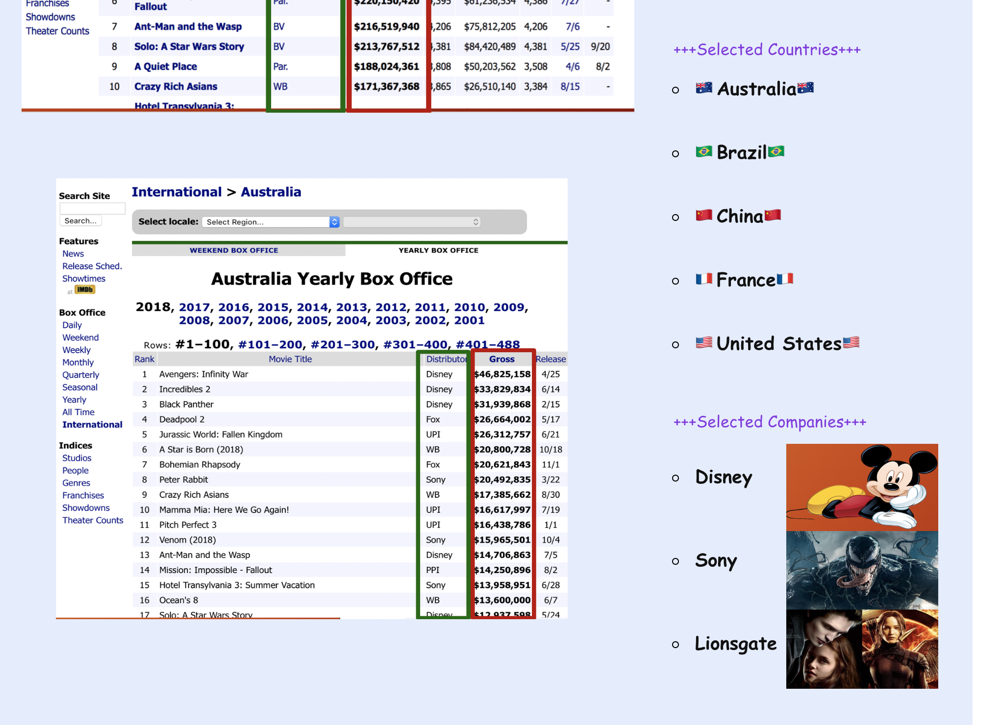 Franchises
Showdowns
Theater Counts
6 Fallout Par. $220,150,420 4,395 $61,236,534 4,386 7/27 -
7 Ant-Man and the Wasp BV $216,519,940 4,206 $75,812,205 4,206 7/6 -
8 Solo: A Star Wars Story BV $213,767,512 4,381 $84,420,489 4,381 5/25 9/20
9 A Quiet Place Par. $188,024,361 3,808 $50,203,562 3,508 4/6 8/2
10 Crazy Rich Asians WB $171,367,368 3,865 $26,510,140 3,384 8/15 -
Hotel Transylvania 3:
Search Site
Search...
Features
News
Release Sched.
Showtimes
at IMDb
Box Office
Daily
Weekend
Weekly
Monthly
Quarterly
Seasonal
Yearly
All Time
International
Indices
Studios
People
Genres
Franchises
Showdowns
Theater Counts
International > Australia
Select locale: Select Region...
WEEKEND BOX OFFICE YEARLY BOX OFFICE
Australia Yearly Box Office
2018, 2017, 2016, 2015, 2014, 2013, 2012, 2011, 2010, 2009,
2008, 2007, 2006, 2005, 2004, 2003, 2002, 2001
Rows: #1–100, #101–200, #201–300, #301–400, #401–488
Rank Movie Title Distributor Gross Release
1 Avengers: Infinity War Disney $46,825,158 4/25
2 Incredibles 2 Disney $33,829,834 6/14
3 Black Panther Disney $31,939,868 2/15
4 Deadpool 2 Fox $26,664,002 5/17
5 Jurassic World: Fallen Kingdom UPI $26,312,757 6/21
6 A Star is Born (2018) WB $20,800,728 10/18
7 Bohemian Rhapsody Fox $20,621,843 11/1
8 Peter Rabbit Sony $20,492,835 3/22
9 Crazy Rich Asians WB $17,385,662 8/30
10 Mamma Mia: Here We Go Again! UPI $16,617,997 7/19
11 Pitch Perfect 3 UPI $16,438,786 1/1
12 Venom (2018) Sony $15,965,501 10/4
13 Ant-Man and the Wasp Disney $14,706,863 7/5
14 Mission: Impossible - Fallout PPI $14,250,896 8/2
15 Hotel Transylvania 3: Summer Vacation Sony $13,958,951 6/28
16 Ocean's 8 WB $13,600,000 6/7
17 Solo: A Star Wars Story Disney $12,937,598 5/24
+++Selected Countries+++
Australia
Brazil
China
France
United States
+++Selected Companies+++
Disney
Sony
Lionsgate